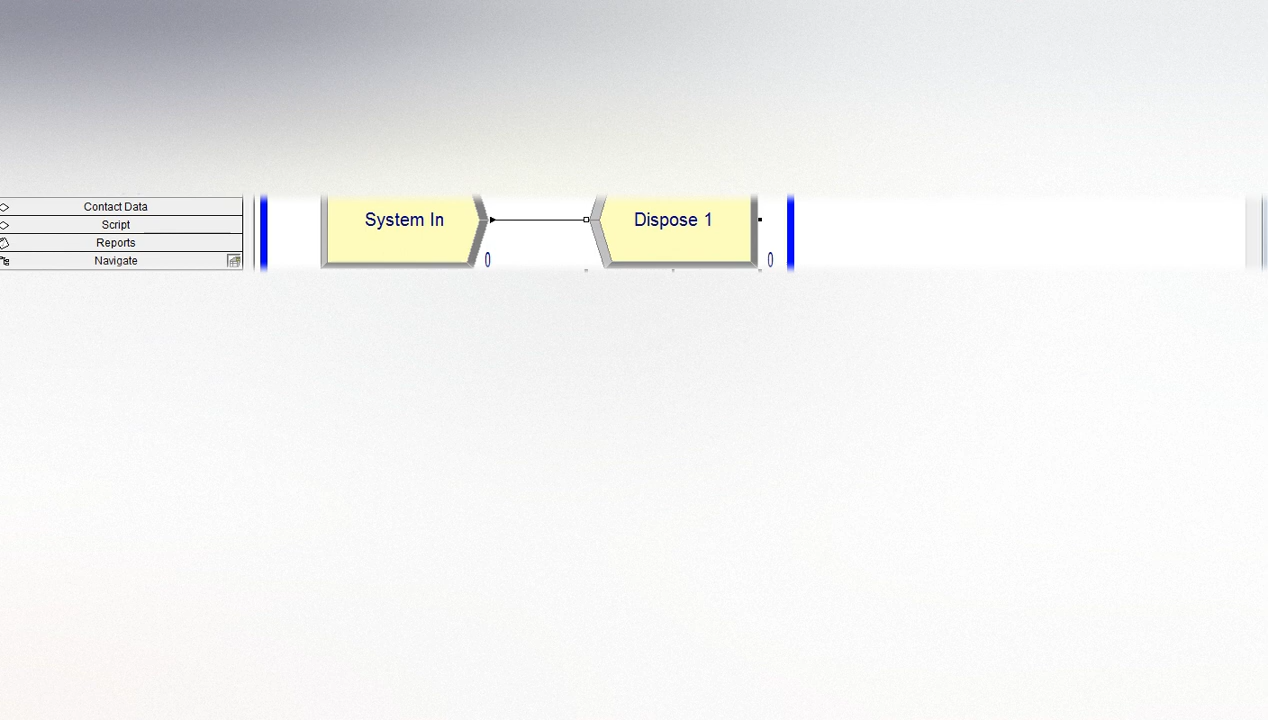 Contact Data
Script
Reports
Navigate
System In
0
Dispose 1
0